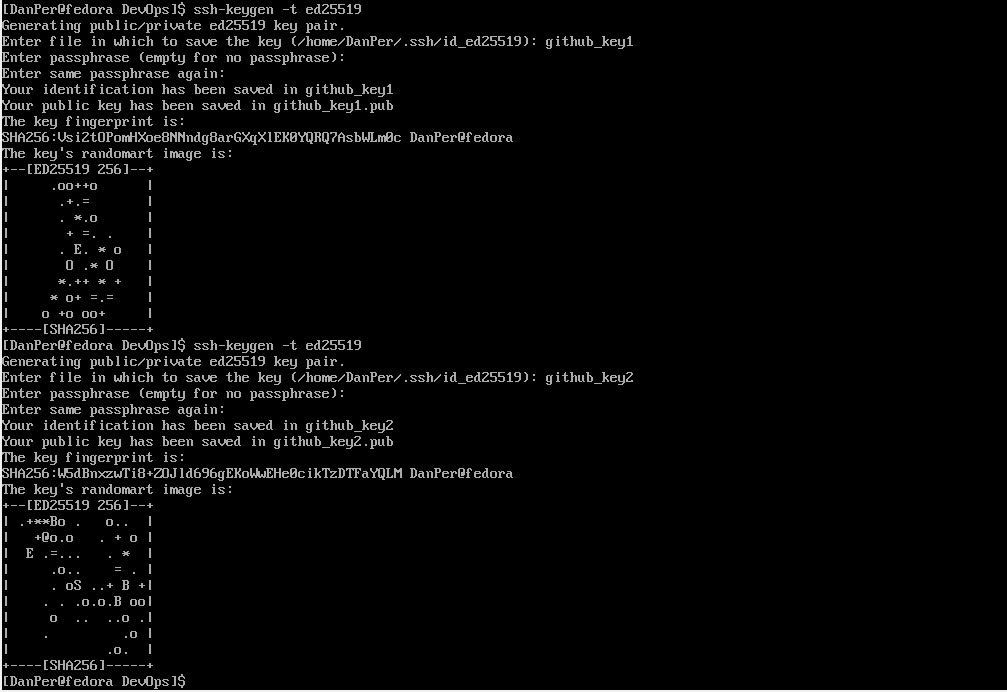 [DanPer@fedora DevOps]$ ssh-keygen -t ed25519
Generating public/private ed25519 key pair.
Enter file in which to save the key (/home/DanPer/.ssh/id_ed25519): github_key1
Enter passphrase (empty for no passphrase):
Enter same passphrase again:
Your identification has been saved in github_key1
Your public key has been saved in github_key1.pub
The key fingerprint is:
SHA256:Vsi2tOPomHXoe8NNndg8arGXqXlEK0YQRQ7AsbWLm0c DanPer@fedora
The key's randomart image is:
+--[ED25519 256]--+
|     .oo++o      |
|      .+.=       |
|      . *.o      |
|       + =. .    |
|      . E. * o   |
|       O .* O    |
|      *.++ * +   |
|     * o+ =.=    |
|    o +o oo+     |
+----[SHA256]-----+
[DanPer@fedora DevOps]$ ssh-keygen -t ed25519
Generating public/private ed25519 key pair.
Enter file in which to save the key (/home/DanPer/.ssh/id_ed25519): github_key2
Enter passphrase (empty for no passphrase):
Enter same passphrase again:
Your identification has been saved in github_key2
Your public key has been saved in github_key2.pub
The key fingerprint is:
SHA256:W5dBnxzwTi8+ZOJld696gEKoWwEHe0cikTzDTFaYQLM DanPer@fedora
The key's randomart image is:
+--[ED25519 256]--+
| .+**Bo .   o..  |
|   +@o.o   . + o |
|  E .=...   . *  |
|     .o..    = . |
|     . oS ..+ B +|
|    . . .o.o.B oo|
|     o  ..  ..o .|
|    .         .o |
|            .o.  |
+----[SHA256]-----+
[DanPer@fedora DevOps]$